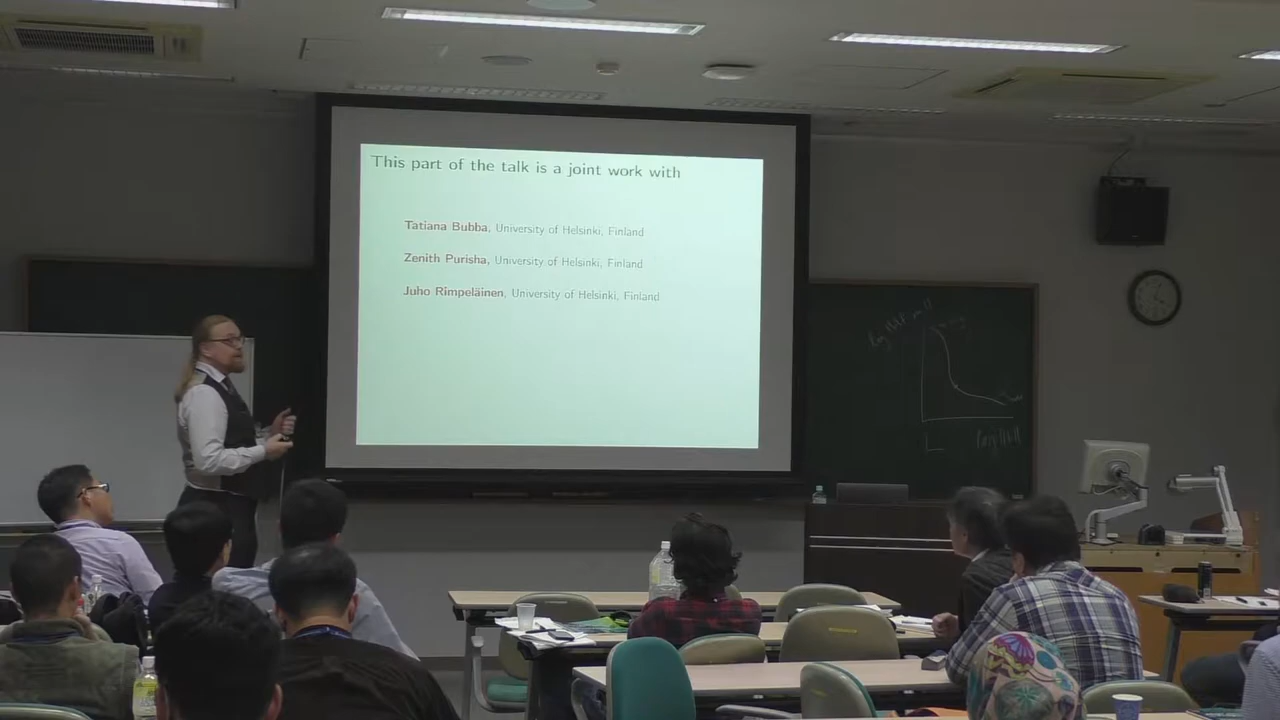 This part of the talk is a joint work with
Tatiana Bubba, University of Helsinki, Finland
Zenith Purisha, University of Helsinki, Finland
Juho Rimpeläinen, University of Helsinki, Finland